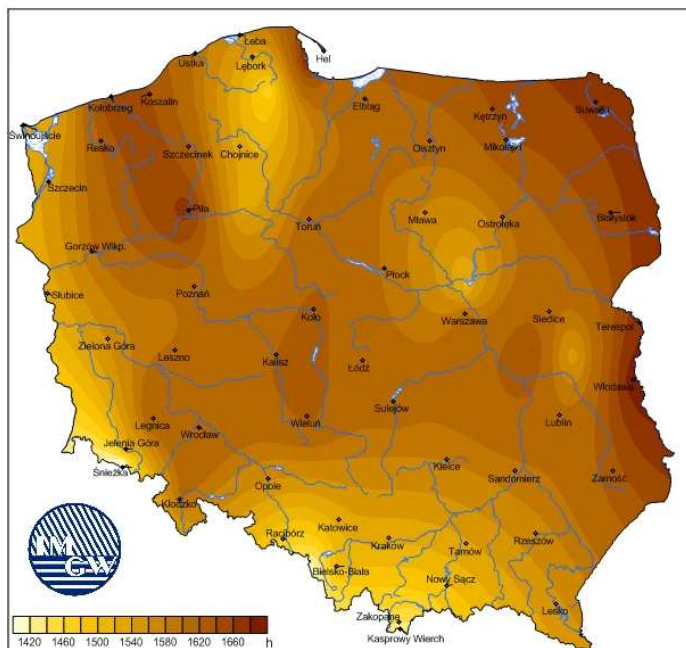 Łeba
Hel
Ustka
Lębork
Kołobrzeg
Koszalin
Elbląg
Kętrzyn
Suwałki
Świnoujście
Resko
Szczecinek
Chojnice
Olsztyn
Mikołajki
Szczecin
Piła
Toruń
Mława
Ostrołęka
Białystok
Gorzów Wlkp.
Płock
Słubice
Poznań
Koło
Warszawa
Siedlce
Terespol
Zielona Góra
Leszno
Kalisz
Łódź
Włodawa
Sulejów
Legnica
Wrocław
Wieluń
Lublin
Jelenia Góra
Śnieżka
Kielce
Sandomierz
Zamość
Kłodzko
Opole
Racibórz
Katowice
Kraków
Tarnów
Rzeszów
Bielsko-Biała
Nowy Sącz
Lesko
Zakopane
Kasprowy Wierch
IM
GW
1420 1460 1500 1540 1580 1620 1660 h